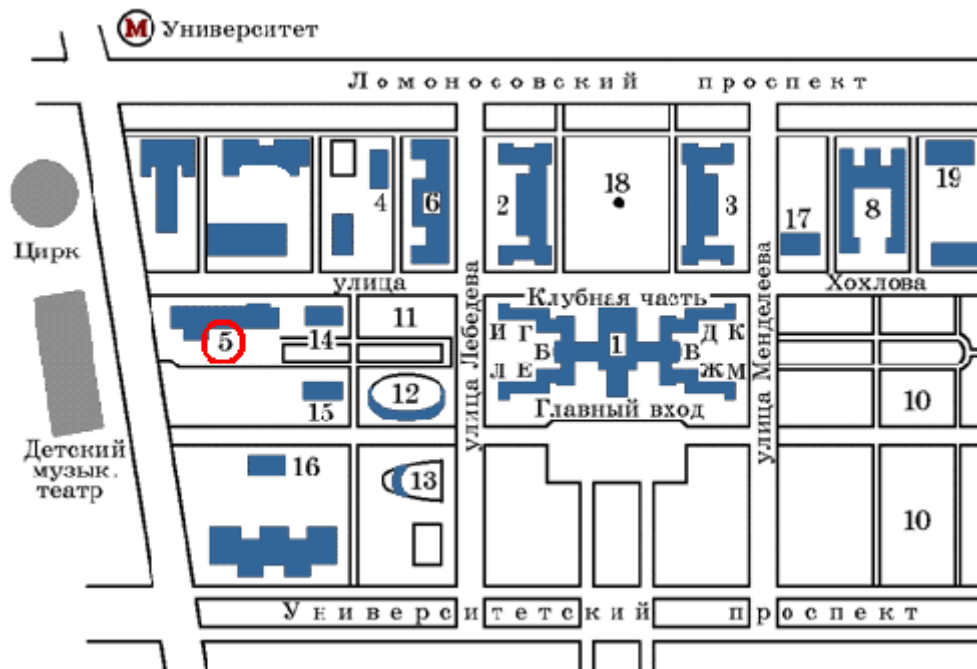 М Университет
Ломоносовский проспект
4
6
2
18
3
17
8
19
Цирк
улица
Хохлова
Клубная часть
11
5
14
И Г
Д К
Б
1
В
Л Е
Ж М
улица Лебедева
улица Менделеева
15
12
10
Главный вход
Детский
музык.
театр
16
13
10
Университетский проспект